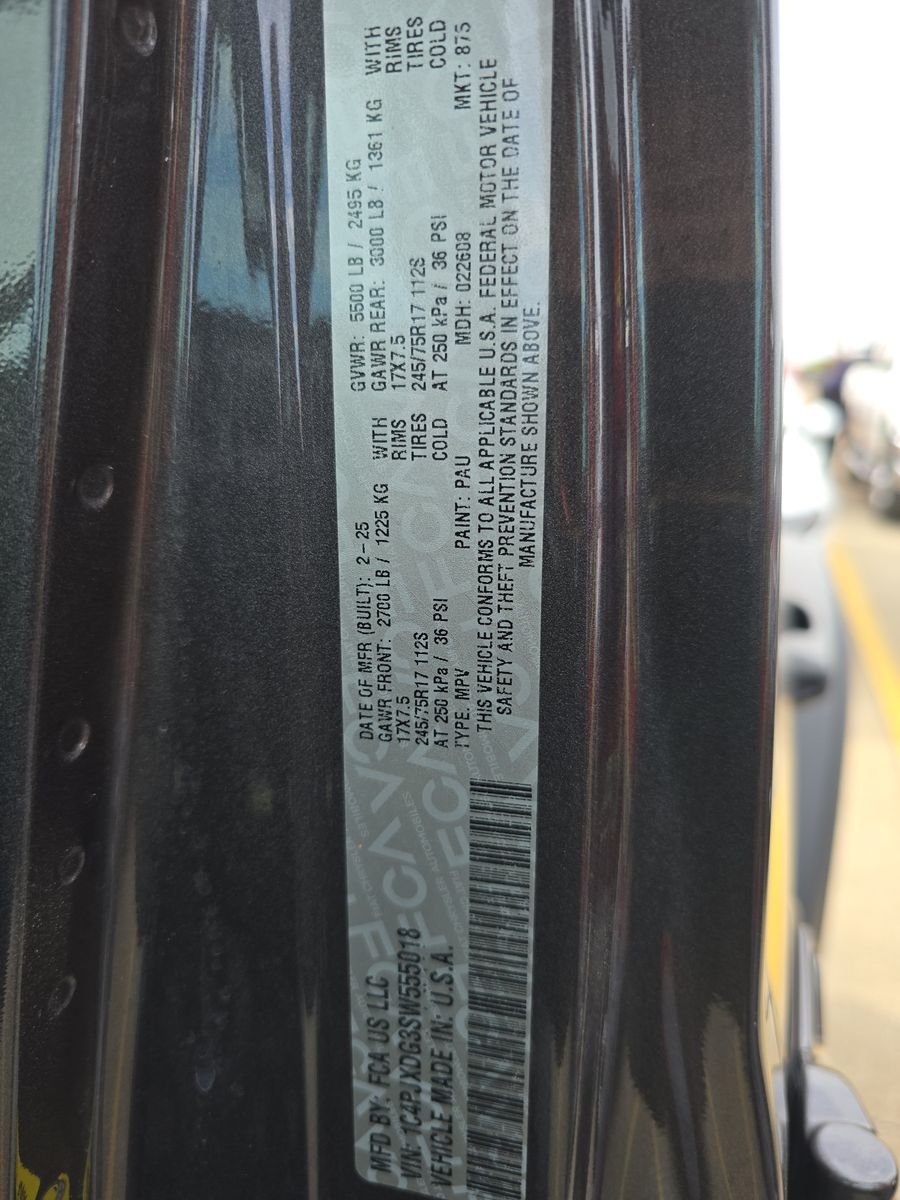 MFD BY: FCA US LLC
VIN: 1C4PJXDG3SW555018
VEHICLE MADE IN: U.S.A.
DATE OF MFR (BUILT): 2-25
GVWR: 5500 LB / 2495 KG
GAWR FRONT: 2700 LB / 1225 KG WITH
GAWR REAR: 3000 LB / 1361 KG WITH
17X7.5 RIMS
17X7.5 RIMS
245/75R17 112S TIRES
245/75R17 112S TIRES
AT 250 kPa / 36 PSI COLD
AT 250 kPa / 36 PSI COLD
TYPE: MPV PAINT: PAU MDH: 022608 MKT: 875
THIS VEHICLE CONFORMS TO ALL APPLICABLE U.S.A. FEDERAL MOTOR VEHICLE
SAFETY AND THEFT PREVENTION STANDARDS IN EFFECT ON THE DATE OF
MANUFACTURE SHOWN ABOVE.